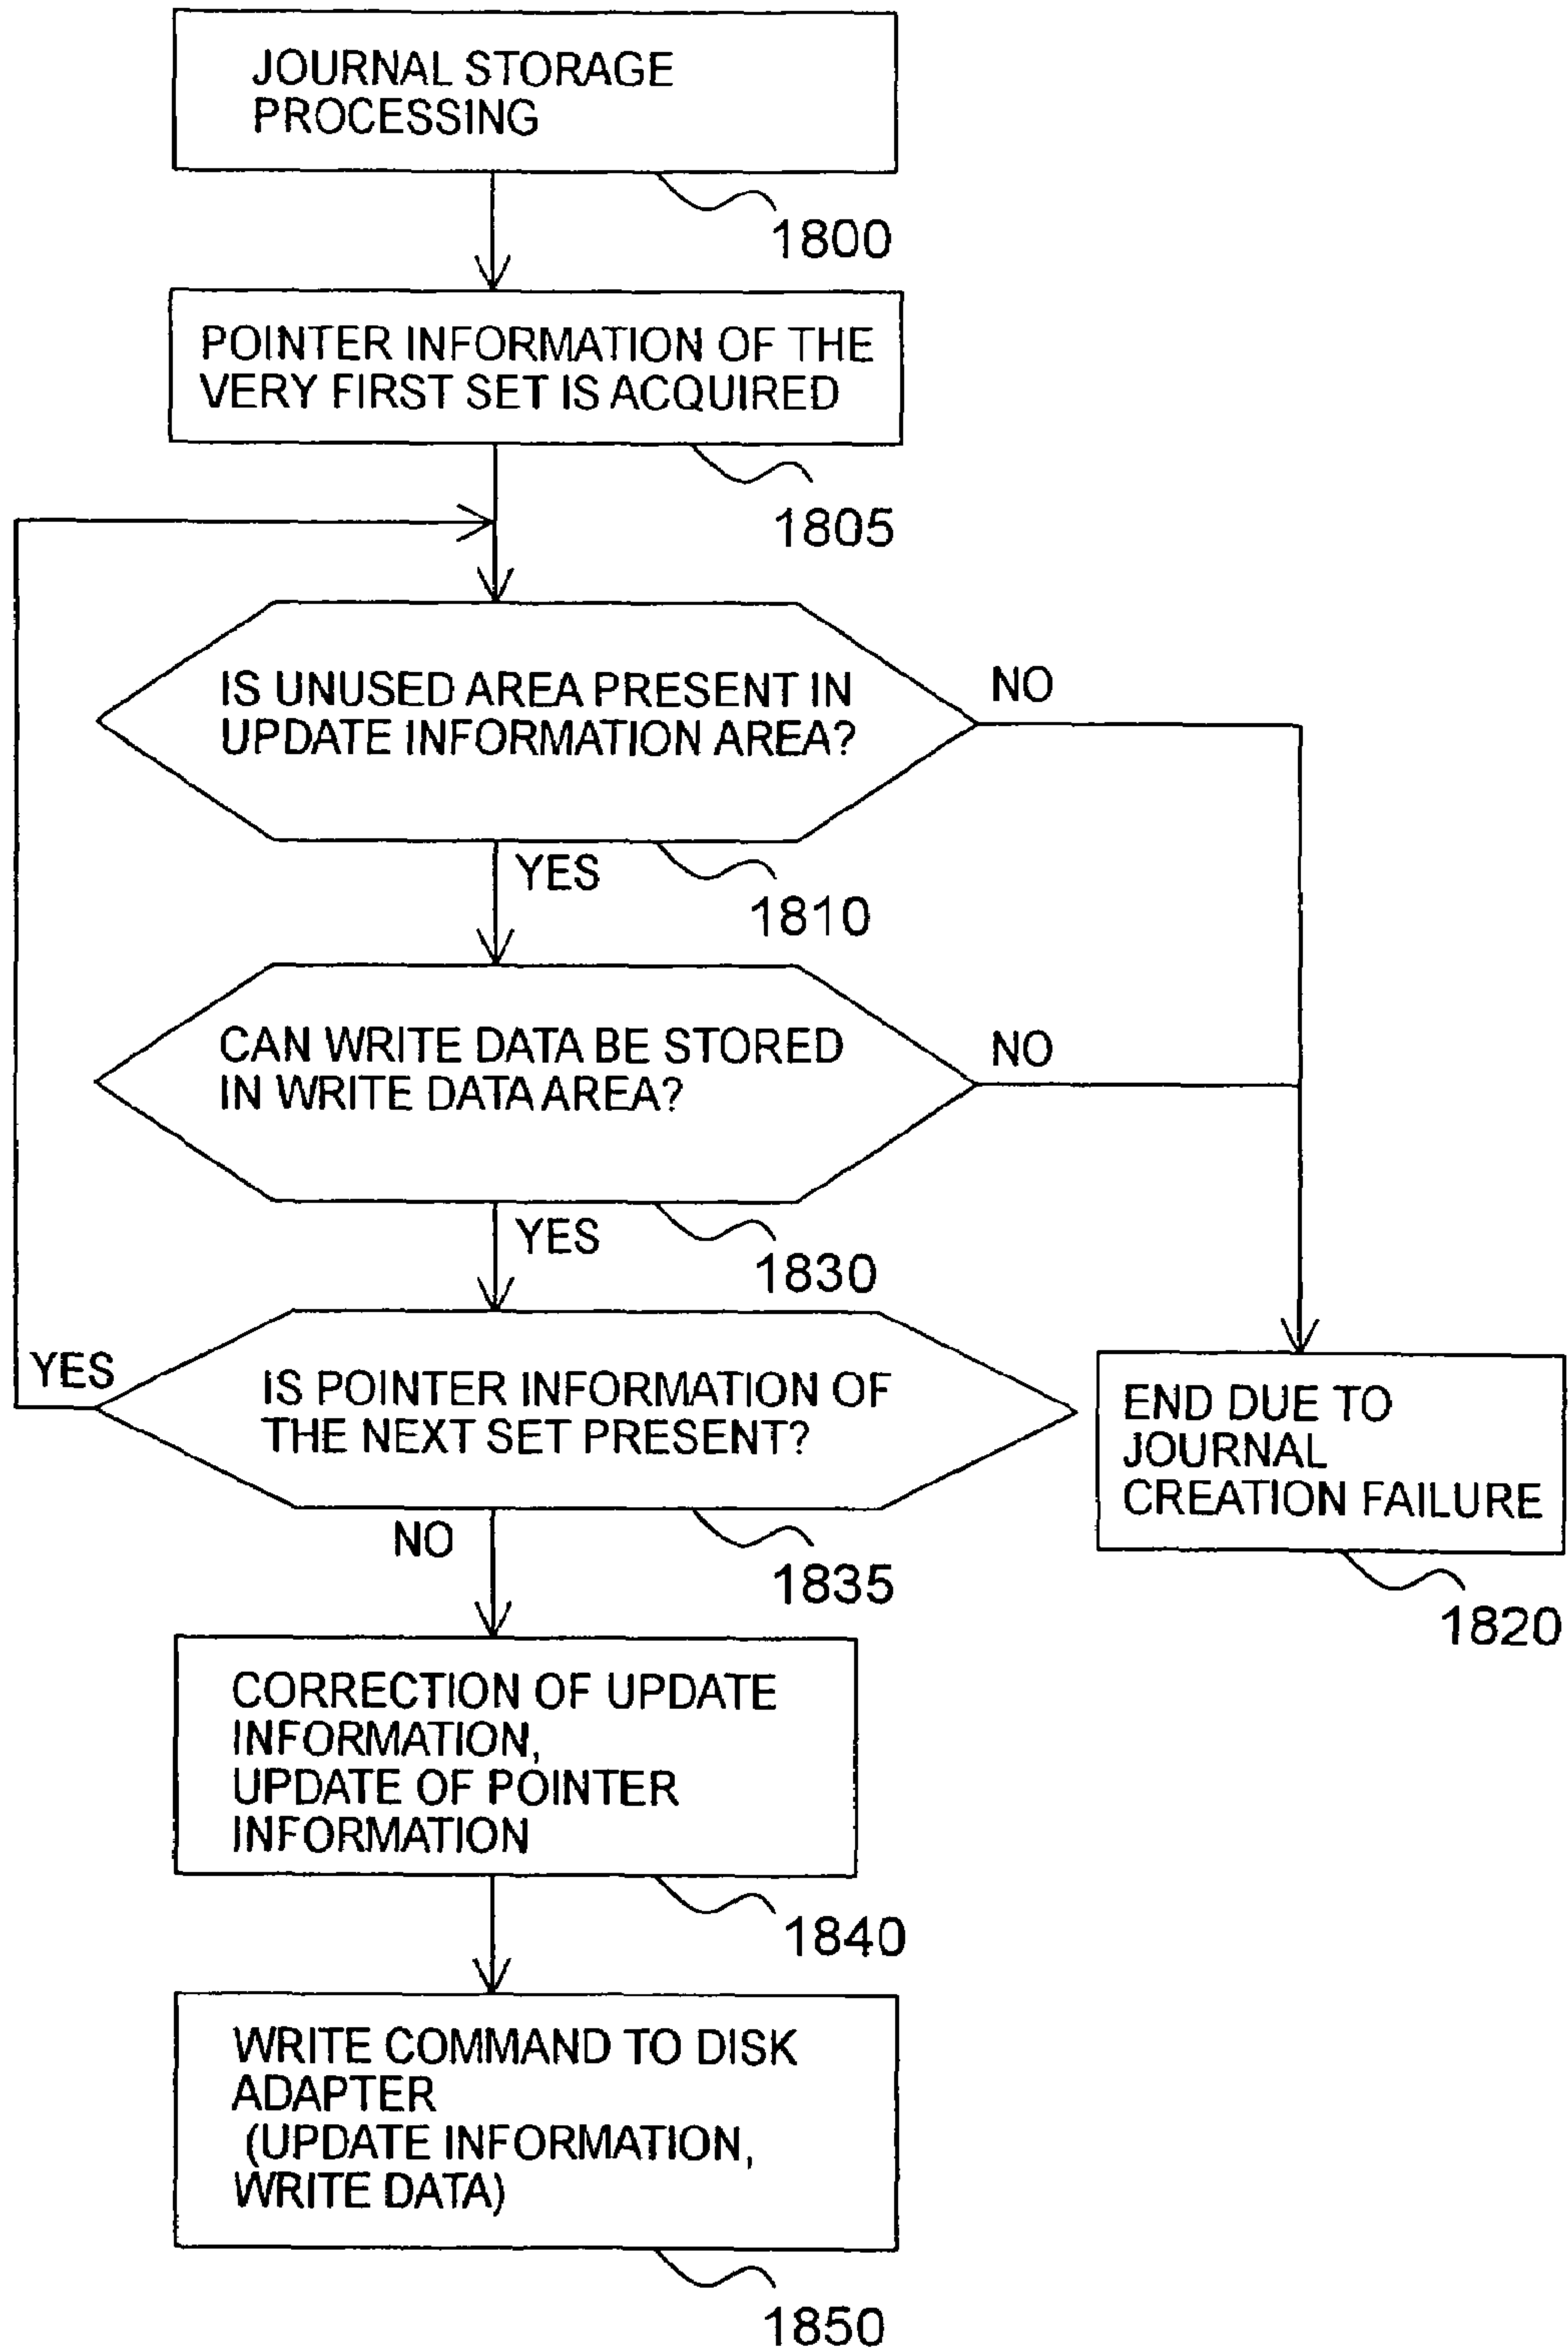 JOURNAL STORAGE
PROCESSING
1800
POINTER INFORMATION OF THE
VERY FIRST SET IS ACQUIRED
1805
IS UNUSED AREA PRESENT IN
UPDATE INFORMATION AREA?
NO
YES
1810
CAN WRITE DATA BE STORED
IN WRITE DATA AREA?
NO
YES
1830
YES
IS POINTER INFORMATION OF
THE NEXT SET PRESENT?
NO
1835
END DUE TO
JOURNAL
CREATION FAILURE
1820
CORRECTION OF UPDATE
INFORMATION,
UPDATE OF POINTER
INFORMATION
1840
WRITE COMMAND TO DISK
ADAPTER
(UPDATE INFORMATION,
WRITE DATA)
1850